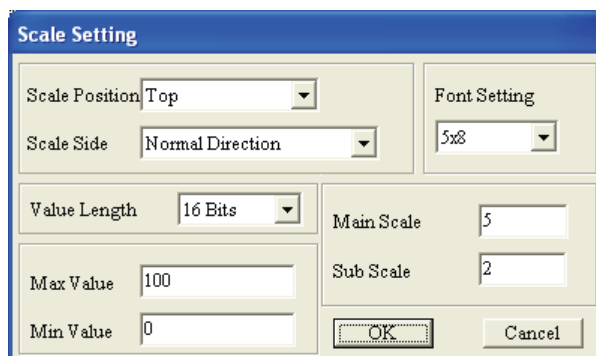 Scale Setting
Scale Position Top
Font Setting
Scale Side Normal Direction
5x8
Value Length 16 Bits
Main Scale 5
Sub Scale 2
Max Value 100
Min Value 0
OK Cancel